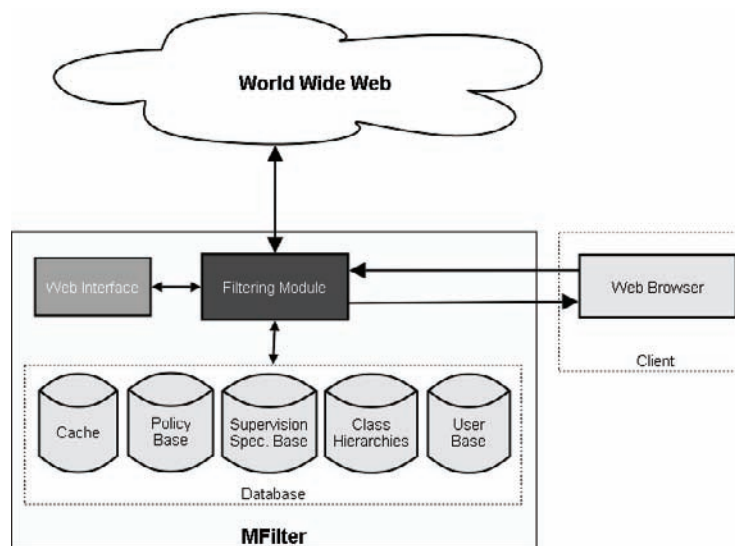 World Wide Web
Web Interface
Filtering Module
Web Browser
Client
Cache
Policy
Base
Supervision
Spec. Base
Class
Hierarchies
User
Base
Database
MFilter